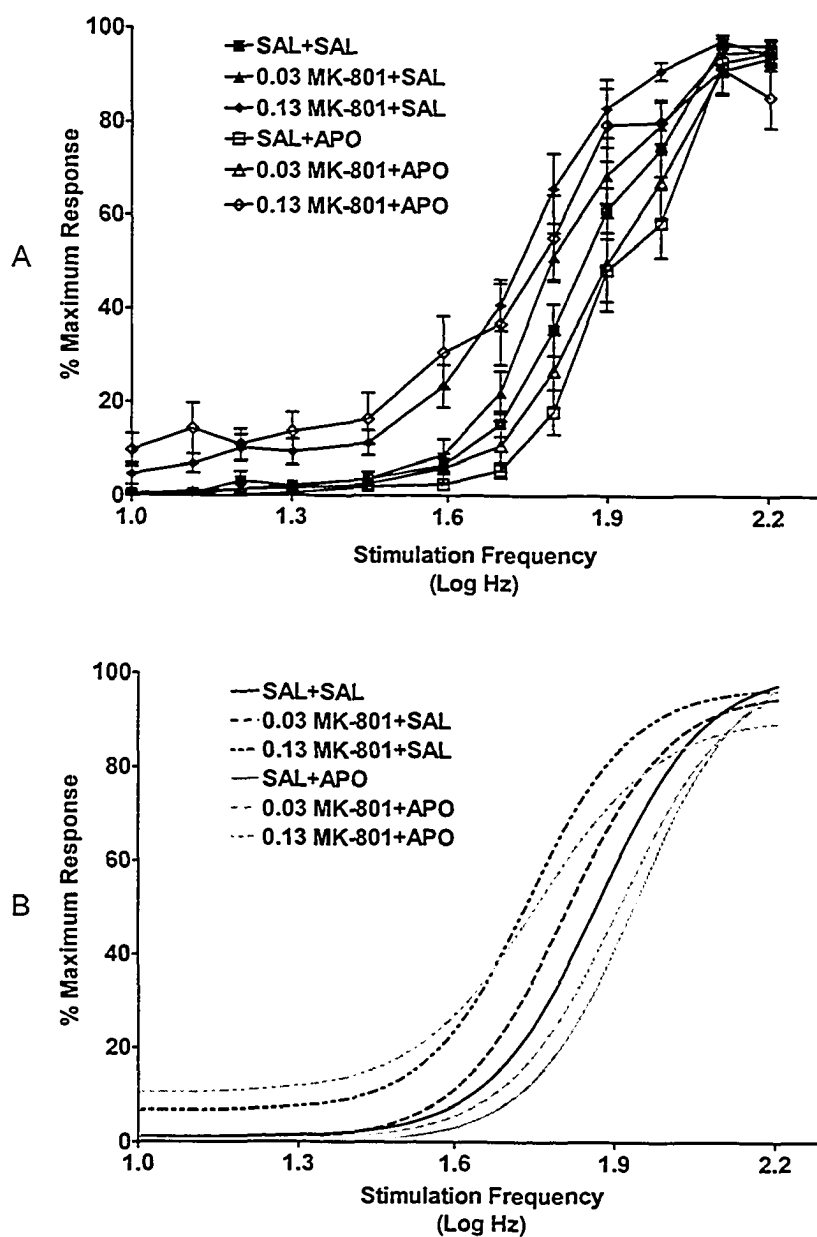 100
80
60
40
20
0
% Maximum Response
A
SAL+SAL
0.03 MK-801+SAL
0.13 MK-801+SAL
SAL+APO
0.03 MK-801+APO
0.13 MK-801+APO
1.0 1.3 1.6 1.9 2.2
Stimulation Frequency
(Log Hz)
100
80
60
40
20
0
% Maximum Response
B
SAL+SAL
0.03 MK-801+SAL
0.13 MK-801+SAL
SAL+APO
0.03 MK-801+APO
0.13 MK-801+APO
1.0 1.3 1.6 1.9 2.2
Stimulation Frequency
(Log Hz)